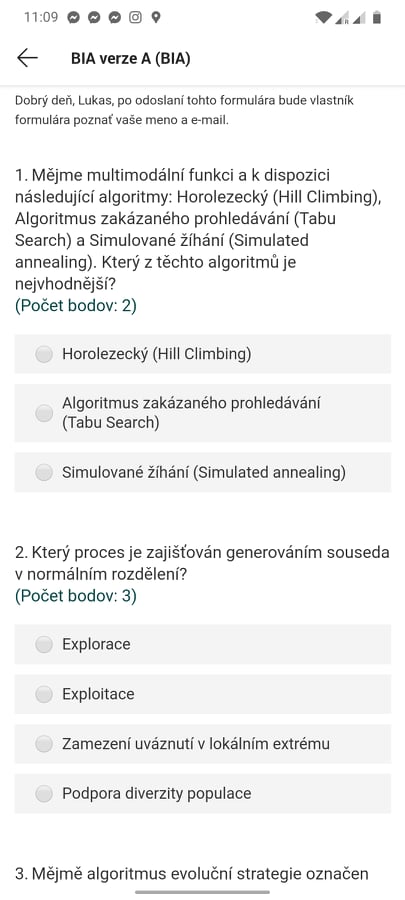 11:09
BIA verze A (BIA)
Dobrý deň, Lukas, po odoslaní tohto formulára bude vlastník
formulára poznať vaše meno a e-mail.
1. Mějme multimodální funkci a k dispozici
následující algoritmy: Horolezecký (Hill Climbing),
Algoritmus zakázaného prohledávání (Tabu
Search) a Simulované žíhání (Simulated
annealing). Který z těchto algoritmů je
nejvhodnější?
(Počet bodov: 2)
Horolezecký (Hill Climbing)
Algoritmus zakázaného prohledávání
(Tabu Search)
Simulované žíhání (Simulated annealing)
2. Který proces je zajišťován generováním souseda
v normálním rozdělení?
(Počet bodov: 3)
Explorace
Exploitace
Zamezení uváznutí v lokálním extrému
Podpora diverzity populace
3. Mějmě algoritmus evoluční strategie označen